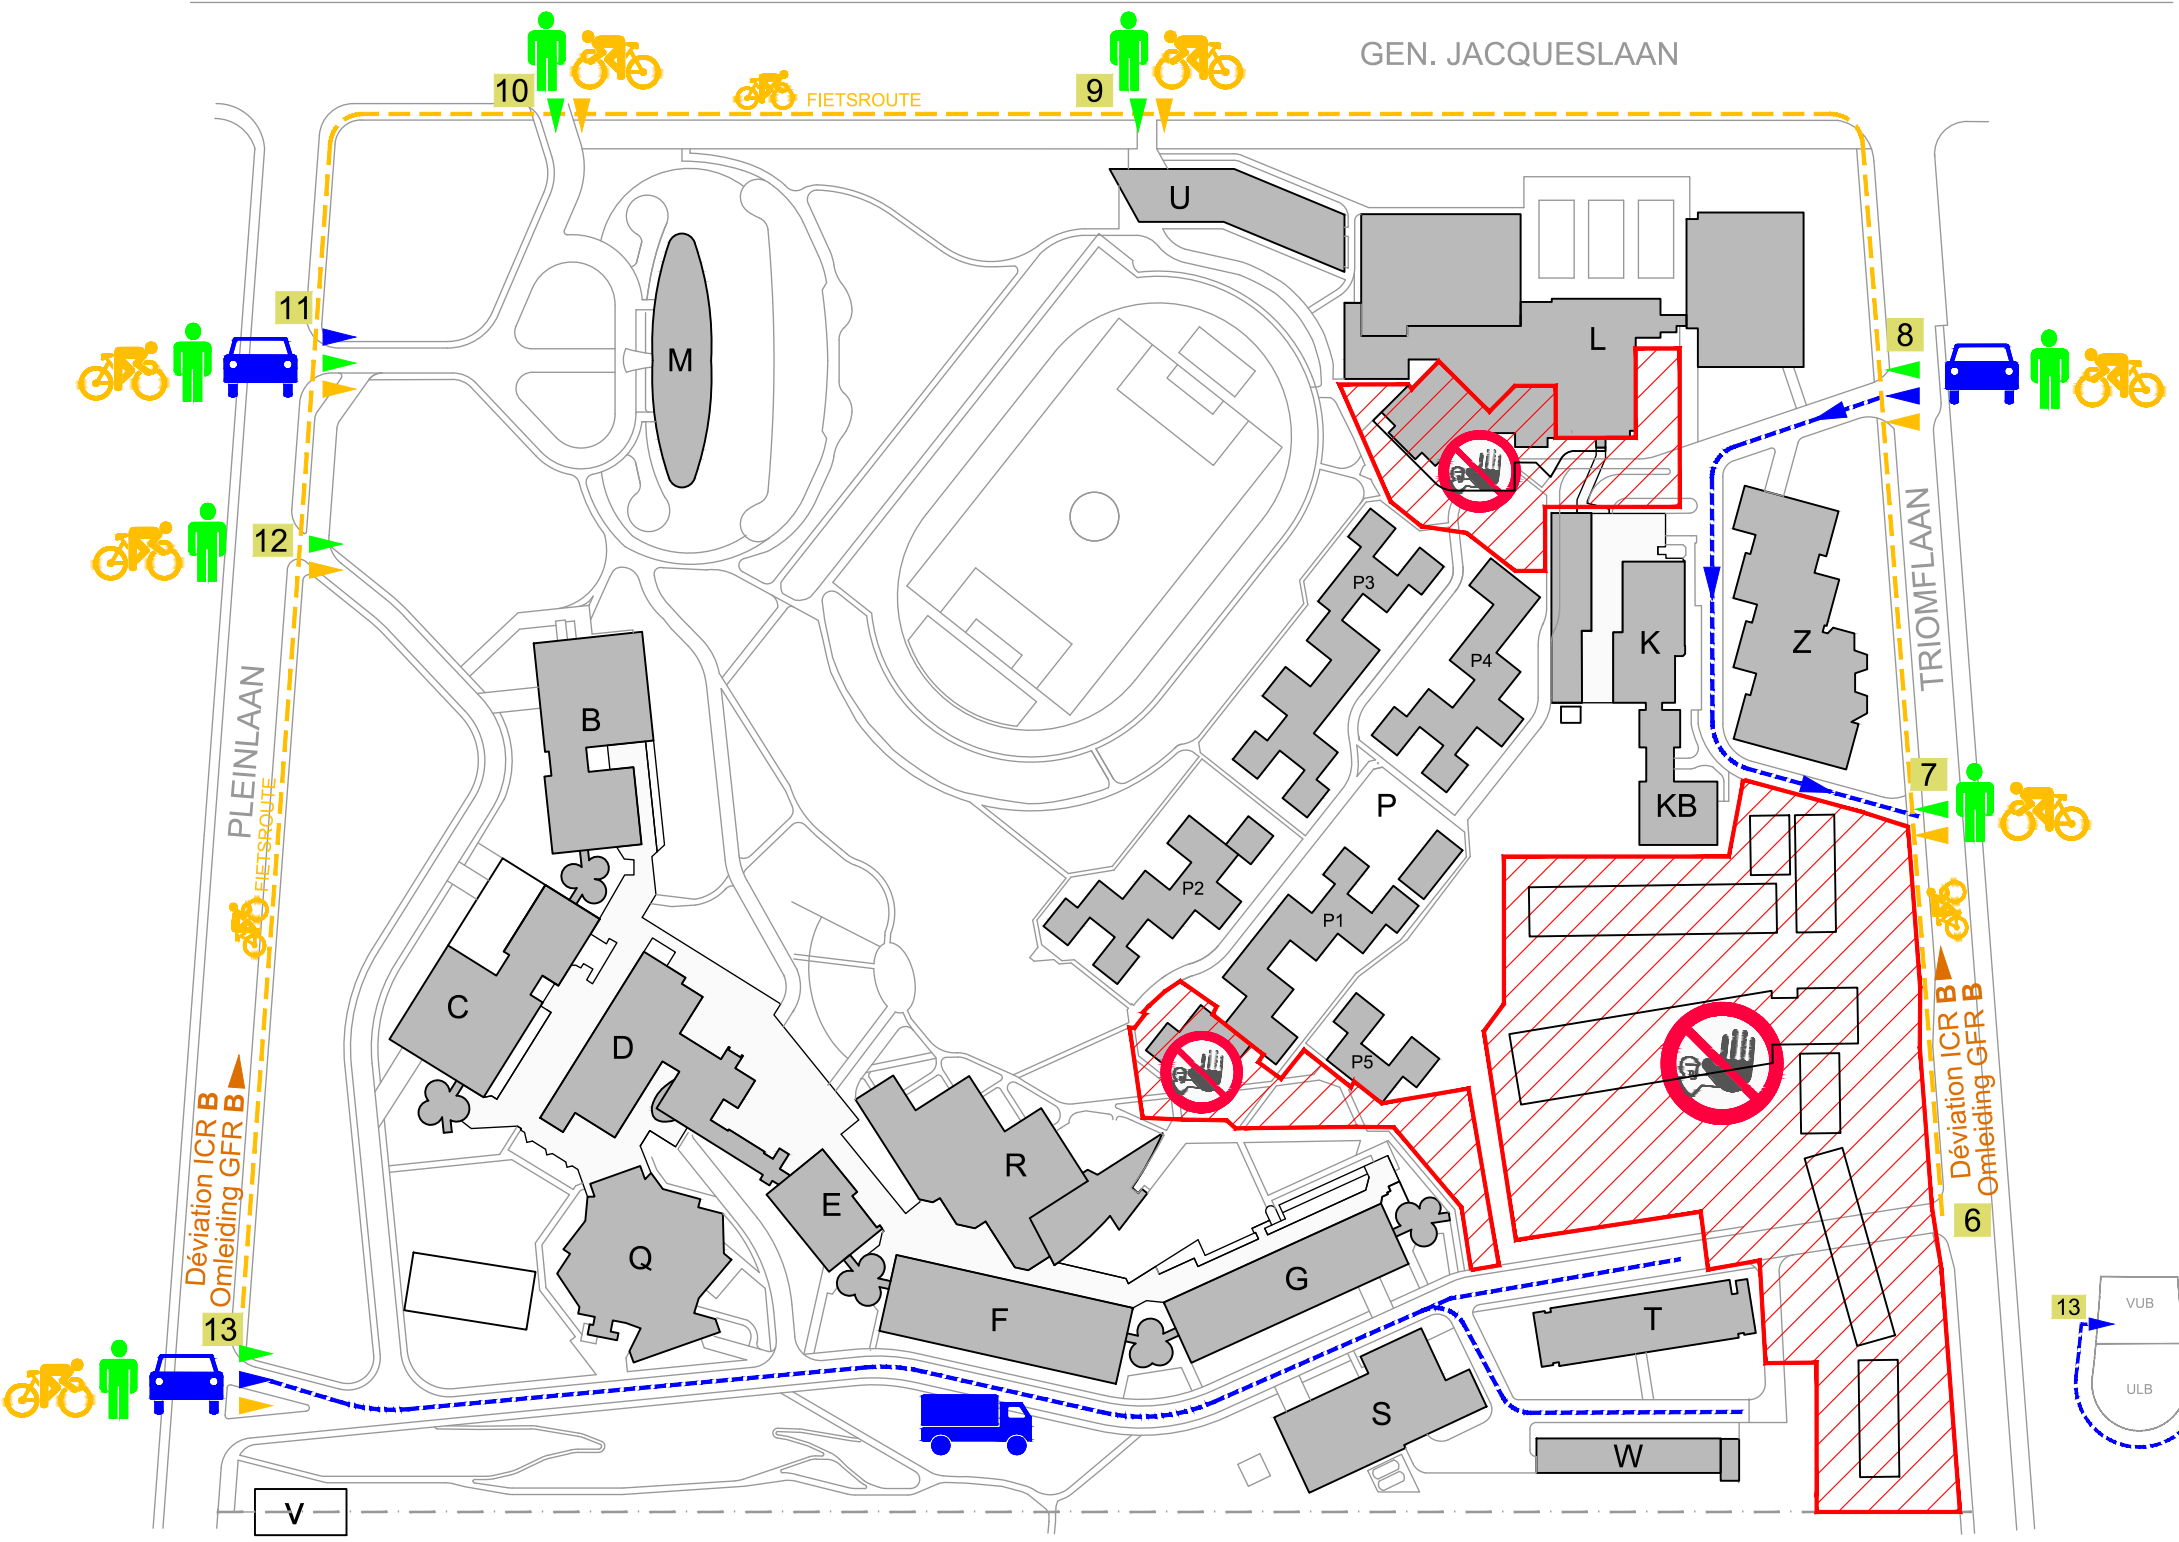 GEN. JACQUESLAAN
10
9
FIETSROUTE
U
11
8
L
M
12
P3
TRIOMFLAAN
K
Z
P4
PLEINLAAN
B
7
P
KB
FIETSROUTE
P2
P1
C
D
P5
Déviation ICR B
Omleiding GFR B
Déviation ICR B
Omleiding GFR B
R
E
6
Q
G
F
T
13
13
VUB
ULB
S
W
V